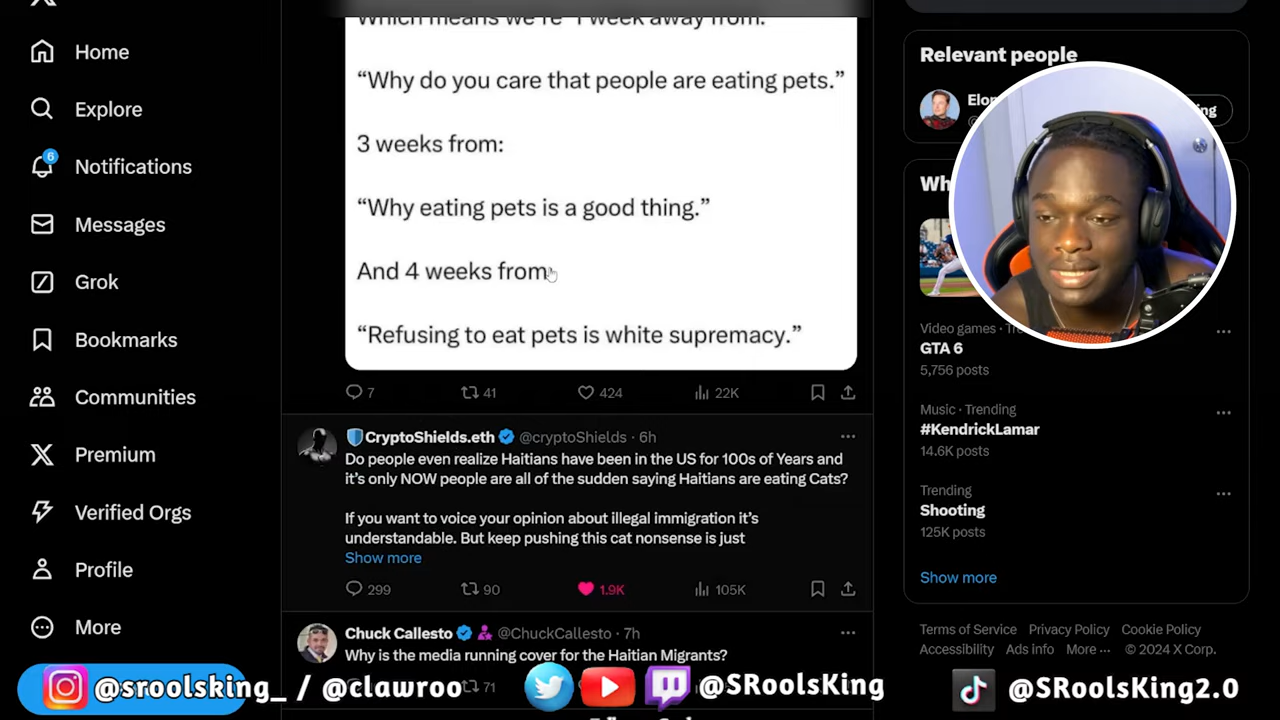 Which means we're 1 week away from:
"Why do you care that people are eating pets."
3 weeks from:
"Why eating pets is a good thing."
And 4 weeks from
"Refusing to eat pets is white supremacy."
7
41
424
22K
CryptoShields.eth @cryptoShields · 6h
Do people even realize Haitians have been in the US for 100s of Years and
it's only NOW people are all of the sudden saying Haitians are eating Cats?
If you want to voice your opinion about illegal immigration it's
understandable. But keep pushing this cat nonsense is just
Show more
299
90
1.9K
105K
Chuck Callesto @ChuckCallesto · 7h
Why is the media running cover for the Haitian Migrants?
71
Home
Explore
6
Notifications
Messages
Grok
Bookmarks
Communities
Premium
Verified Orgs
Profile
More
Relevant people
Elon
ing
Wh
Video games ·
GTA 6
5,756 posts
Music · Trending
#KendrickLamar
14.6K posts
Trending
Shooting
125K posts
Show more
Terms of Service Privacy Policy Cookie Policy
Accessibility Ads info More ··· © 2024 X Corp.
@sroolsking_ / @clawroo
@SRoolsKing
@SRoolsKing2.0